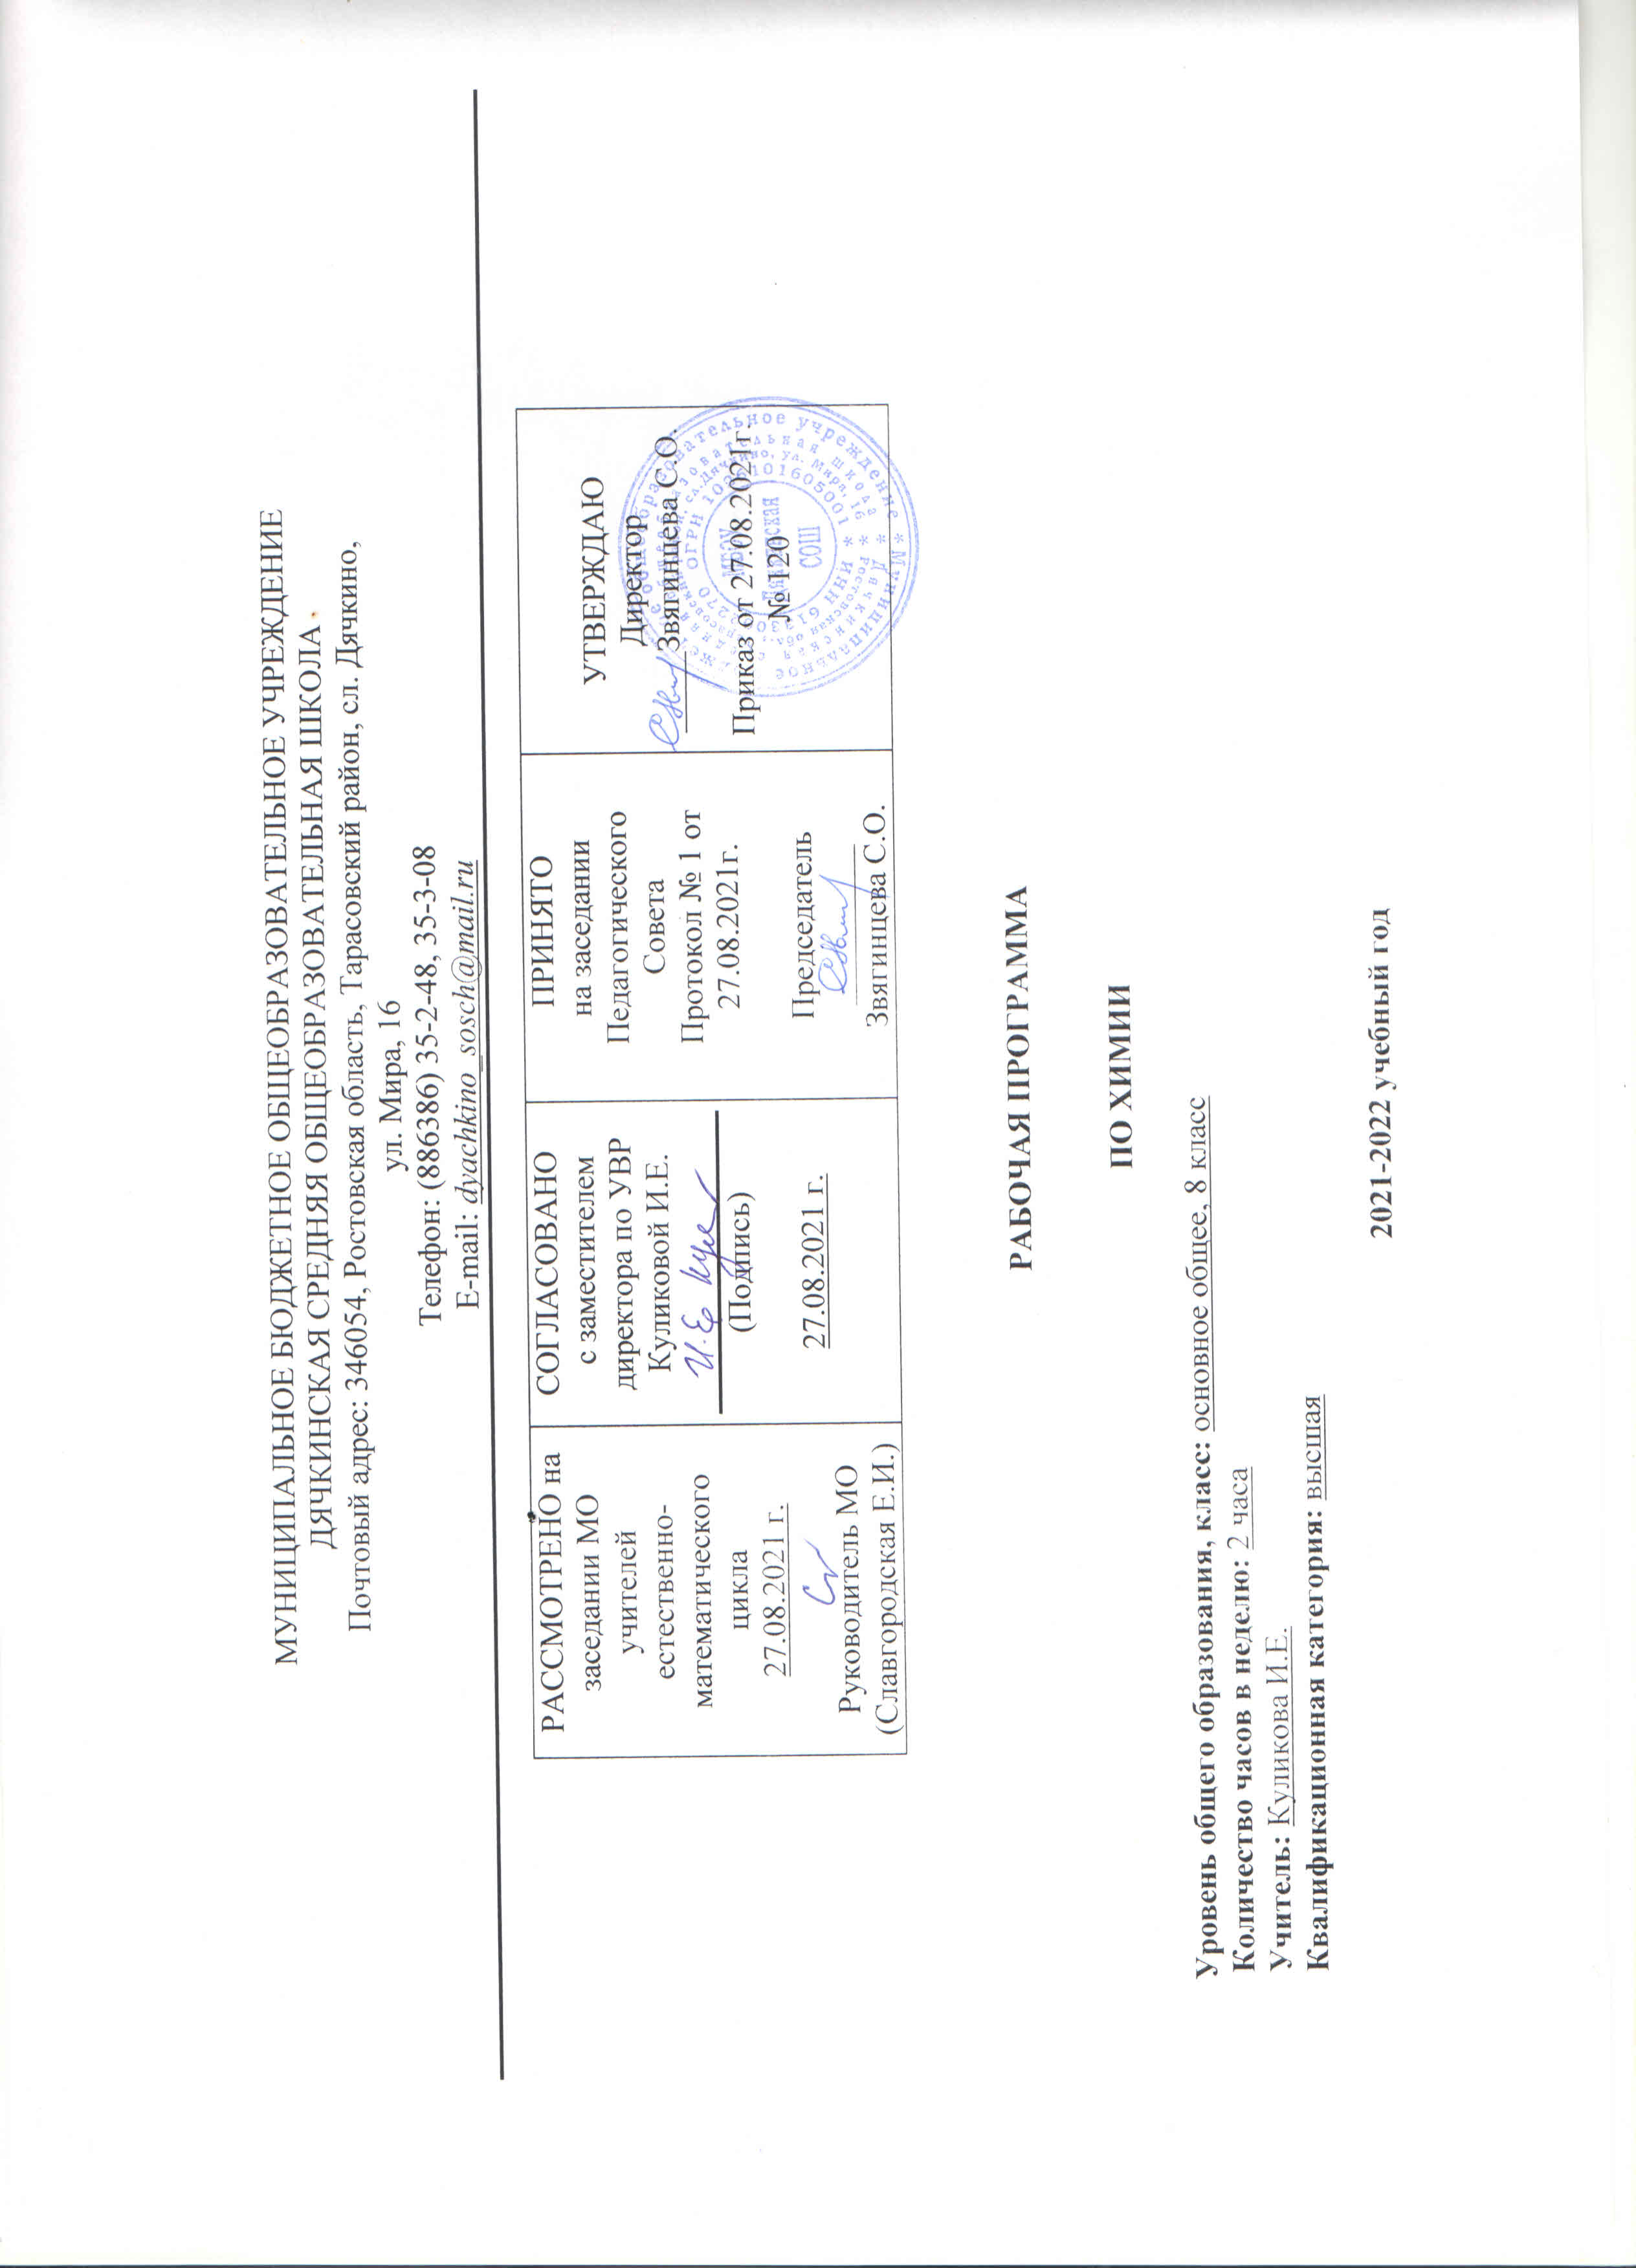 МУНИЦИПАЛЬНОЕ БЮДЖЕТНОЕ ОБЩЕОБРАЗОВАТЕЛЬНОЕ УЧРЕЖДЕНИЕ
ДЯЧКИНСКАЯ СРЕДНЯЯ ОБЩЕОБРАЗОВАТЕЛЬНАЯ ШКОЛА
Почтовый адрес: 346054, Ростовская область, Тарасовский район, сл. Дячкино,
ул. Мира, 16
Телефон: (886386) 35-2-48, 35-3-08
E-mail: dyachkino_sosch@mail.ru
РАССМОТРЕНО на
заседании МО
учителей
естественно-
математического
цикла
27.08.2021 г.
Руководитель МО
(Славгородская Е.И.)
СОГЛАСОВАНО
с заместителем
директора по УВР
Куликовой И.Е.
(Подпись)
27.08.2021 г.
ПРИНЯТО
на заседании
Педагогического
Совета
Протокол № 1 от
27.08.2021г.
Председатель
Звягинцева С.О.
УТВЕРЖДАЮ
Директор
Звягинцева С.О.
Приказ от 27.08.2021г.
№ 120
РАБОЧАЯ ПРОГРАММА
ПО ХИМИИ
Уровень общего образования, класс: основное общее, 8 класс
Количество часов в неделю: 2 часа
Учитель: Куликова И.Е.
Квалификационная категория: высшая
2021-2022 учебный год